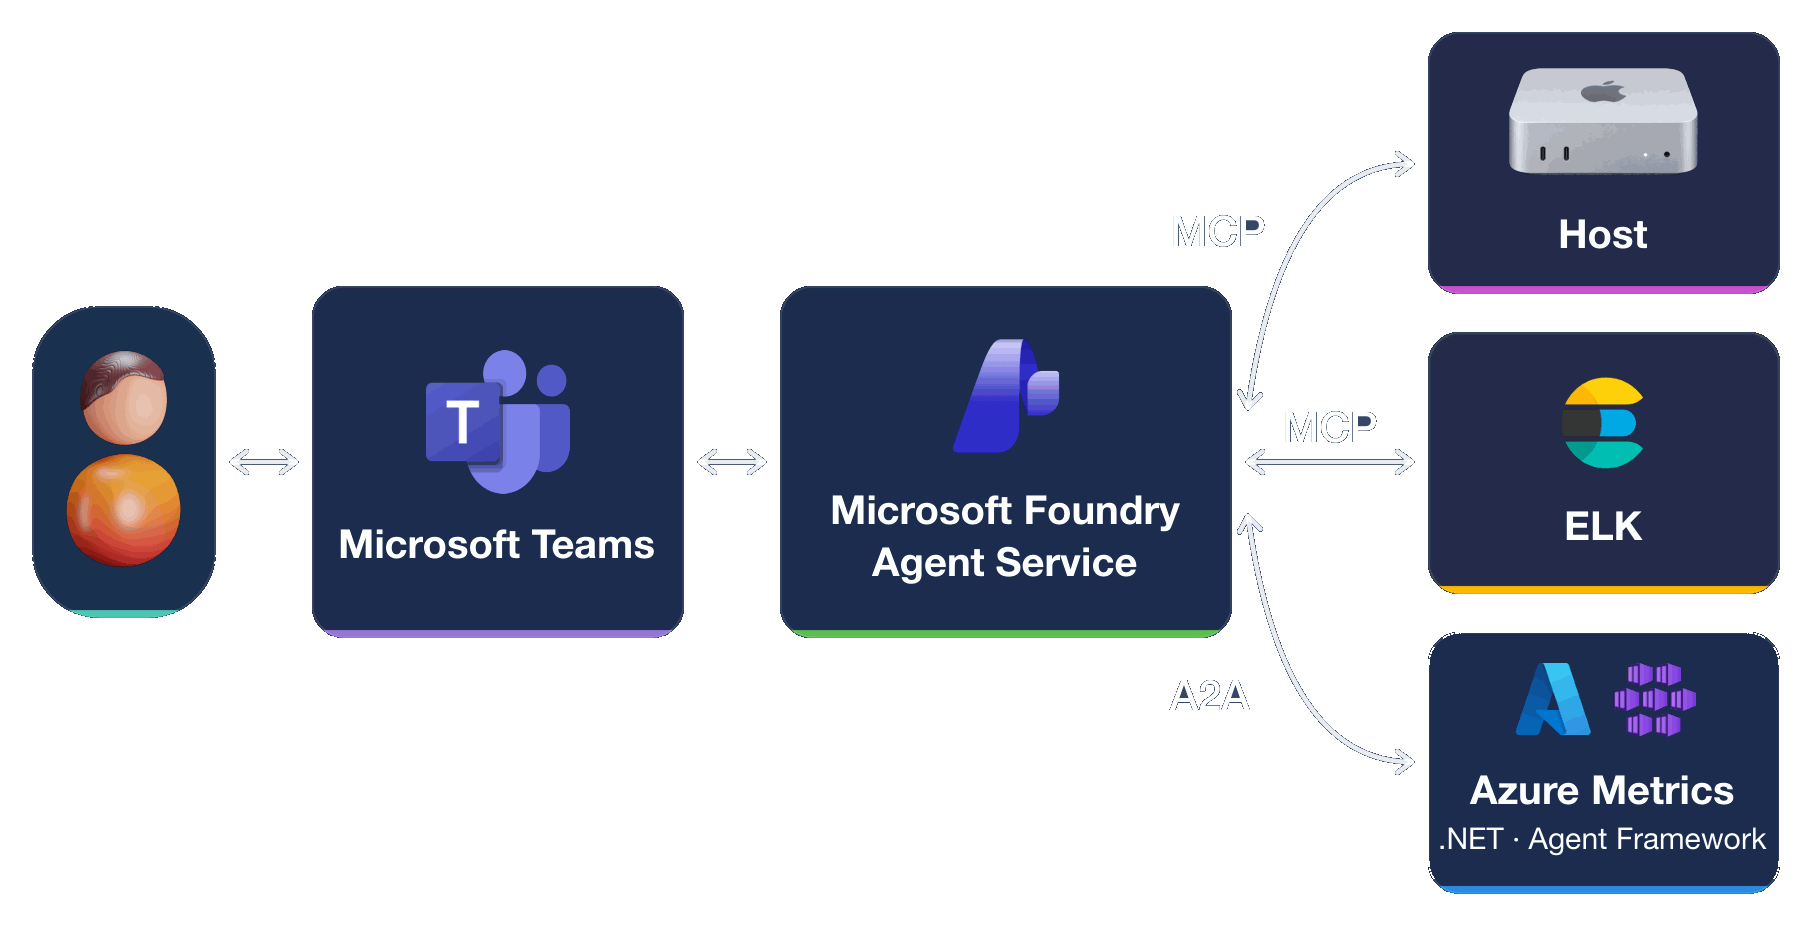 T
Microsoft Teams
Microsoft Foundry
Agent Service
MCP
MCP
A2A
Host
ELK
Azure Metrics
.NET · Agent Framework